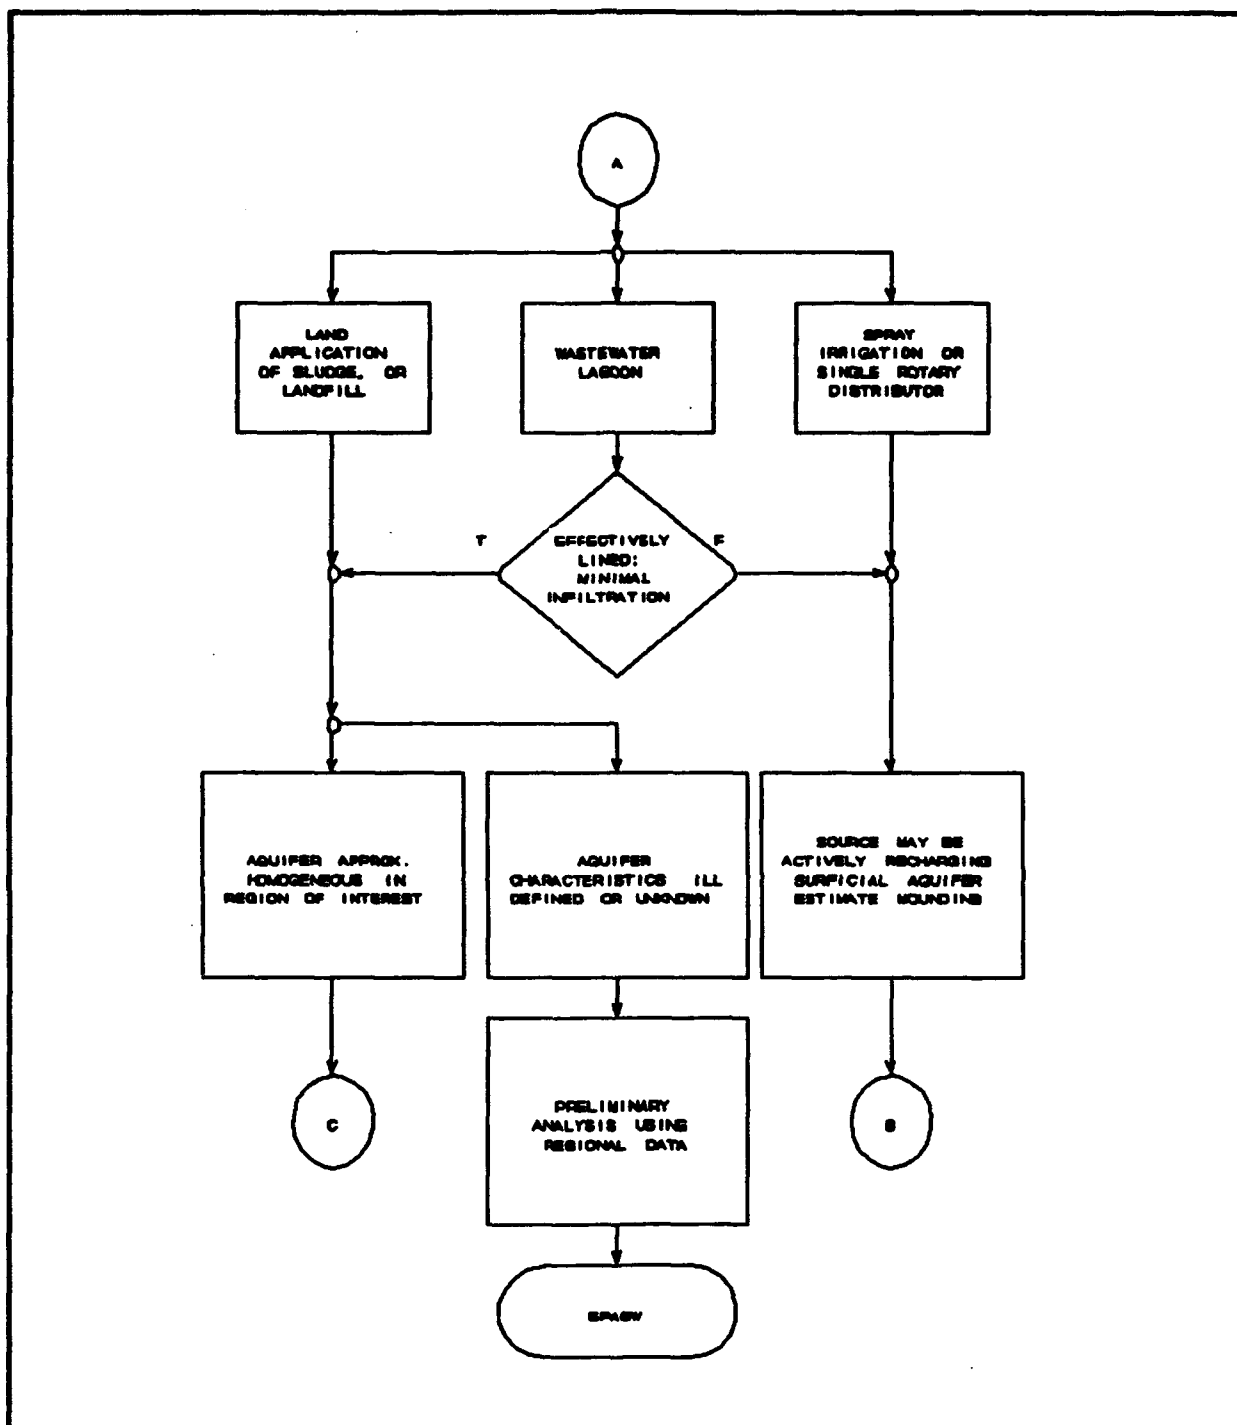 A
LAND
APPLICATION
OF SLUDGE, OR
LANDFILL
WASTEWATER
LAGOON
SPRAY
IRRIGATION OR
SINGLE ROTARY
DISTRIBUTOR
T
EFFECTIVELY
LINED:
MINIMAL
INFILTRATION
F
AQUIFER APPROX.
HOMOGENEOUS IN
REGION OF INTEREST
AQUIFER
CHARACTERISTICS ILL
DEFINED OR UNKNOWN
SOURCE MAY BE
ACTIVELY RECHARGING
SURFICIAL AQUIFER
ESTIMATE MOUNDING
C
PRELIMINARY
ANALYSIS USING
REGIONAL DATA
B